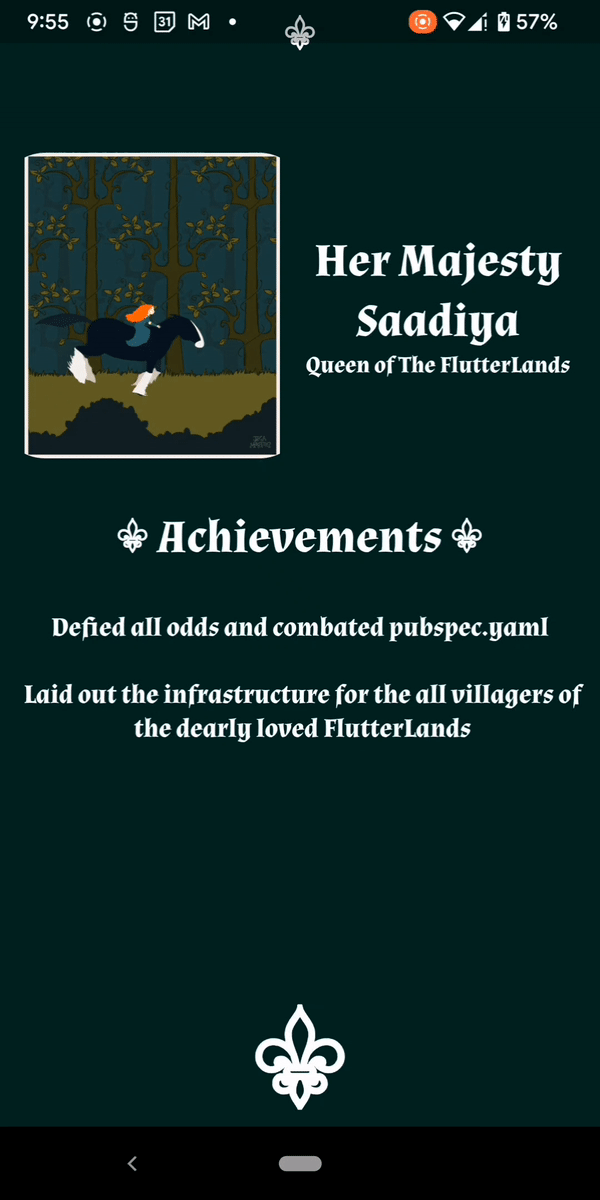 9:55
31
57%
Her Majesty
Saadiya
Queen of The FlutterLands
Achievements
Defied all odds and combated pubspec.yaml
Laid out the infrastructure for the all villagers of
the dearly loved FlutterLands